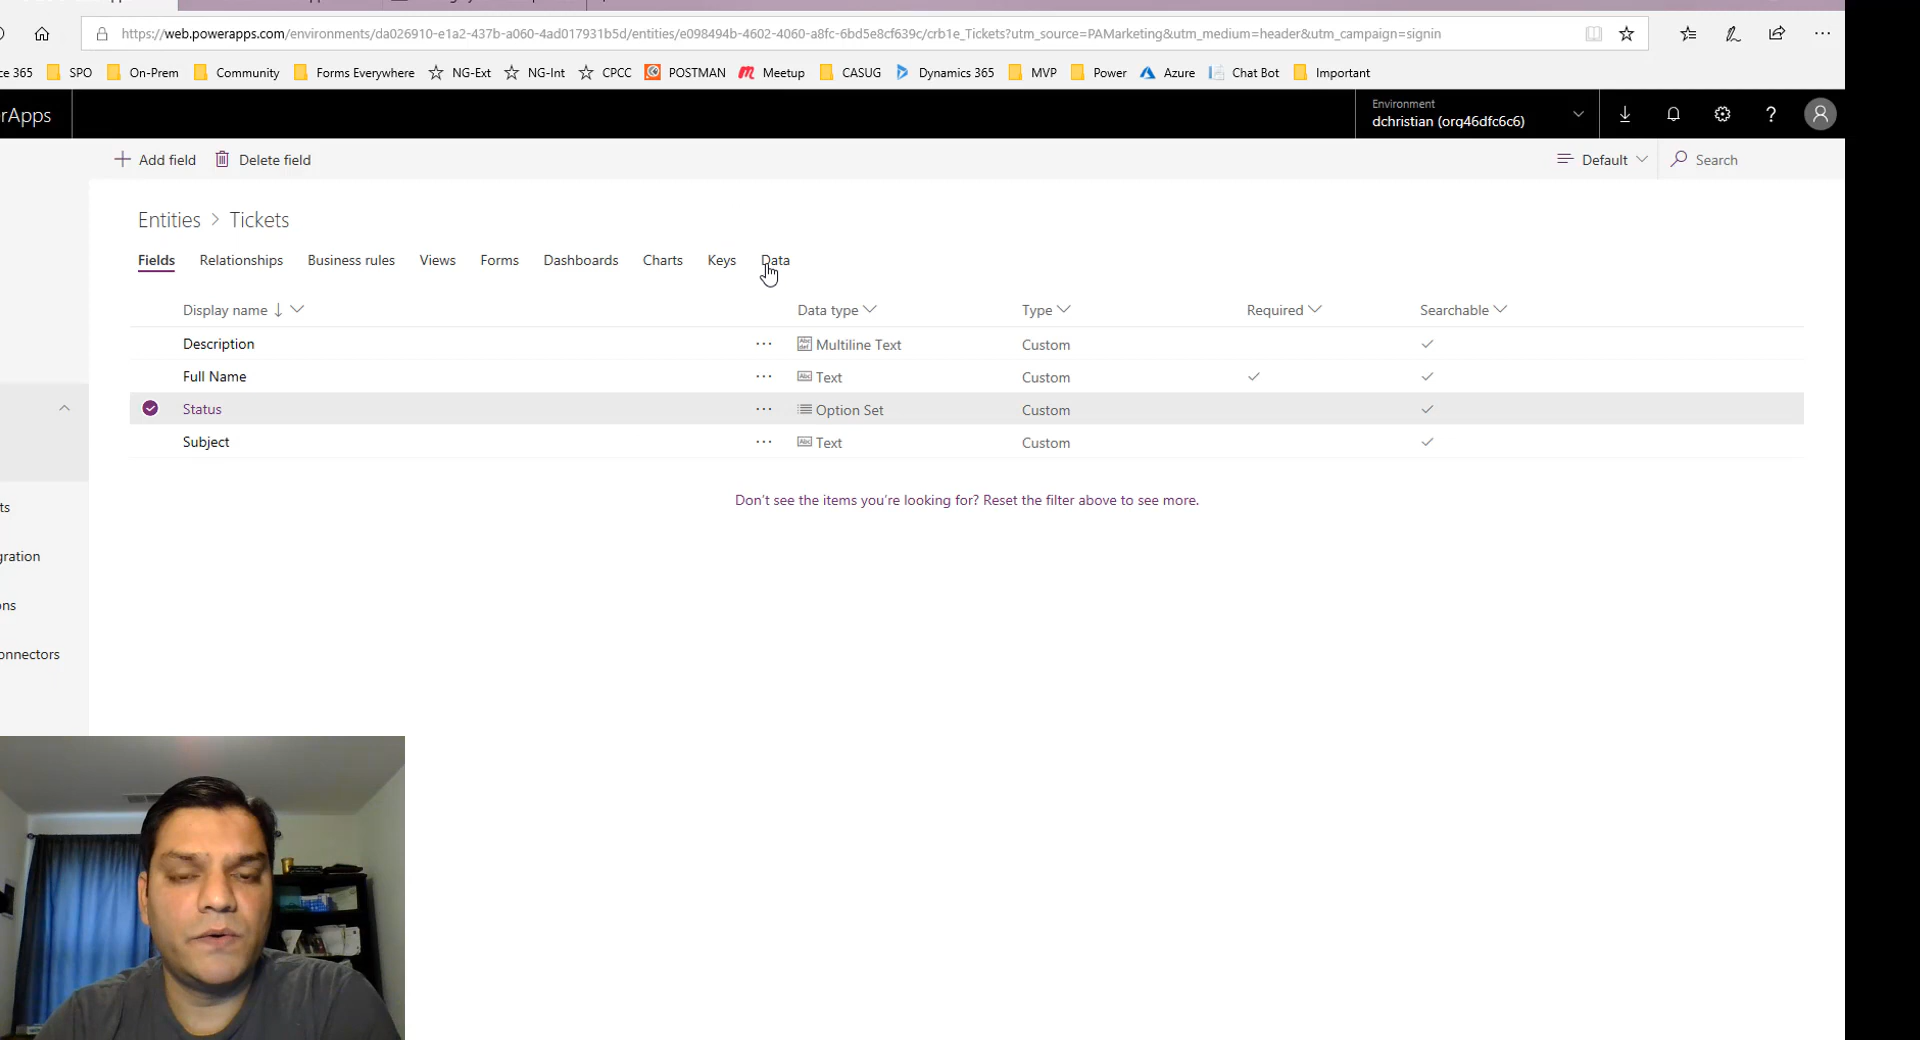 https://web.powerapps.com/environments/da026910-e1a2-437b-a060-4ad017931b5d/entities/e098494b-4602-4060-a8fc-6bd5e8cf639c/crb1e_Tickets?utm_source=PAMarketing&utm_medium=header&utm_campaign=signin
ce 365 SPO On-Prem Community Forms Everywhere NG-Ext NG-Int CPCC POSTMAN Meetup CASUG Dynamics 365 MVP Power Azure Chat Bot Important
rApps
Environment
dchristian (org46dfc6c6)
Add field Delete field Default Search
Entities > Tickets
Fields Relationships Business rules Views Forms Dashboards Charts Keys Data
Display name Data type Type Required Searchable
Description ... Multiline Text Custom
Full Name ... Text Custom
Status ... Option Set Custom
Subject ... Text Custom
Don't see the items you're looking for? Reset the filter above to see more.
ts
gration
ons
onnectors